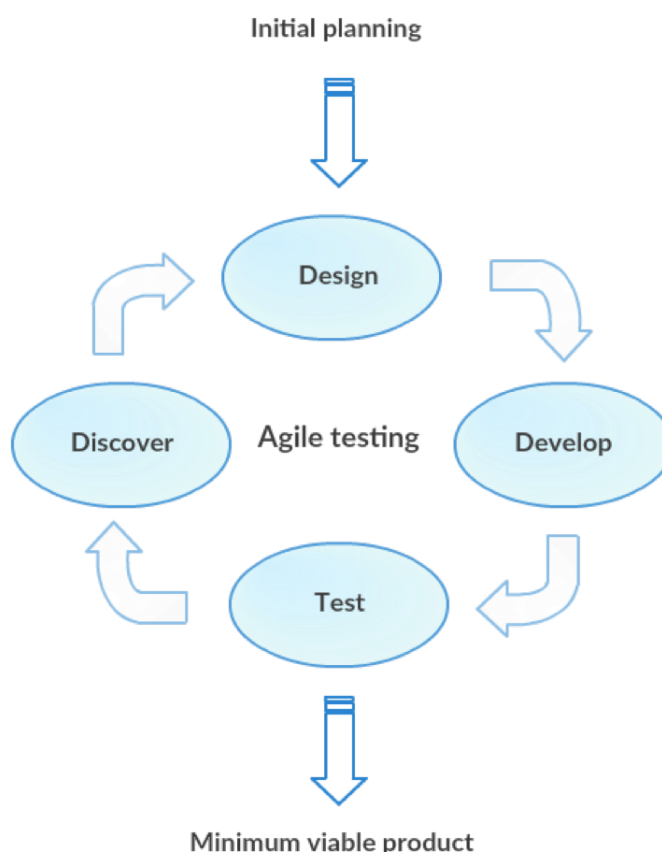 Initial planning
Design
Discover
Agile testing
Develop
Test
Minimum viable product